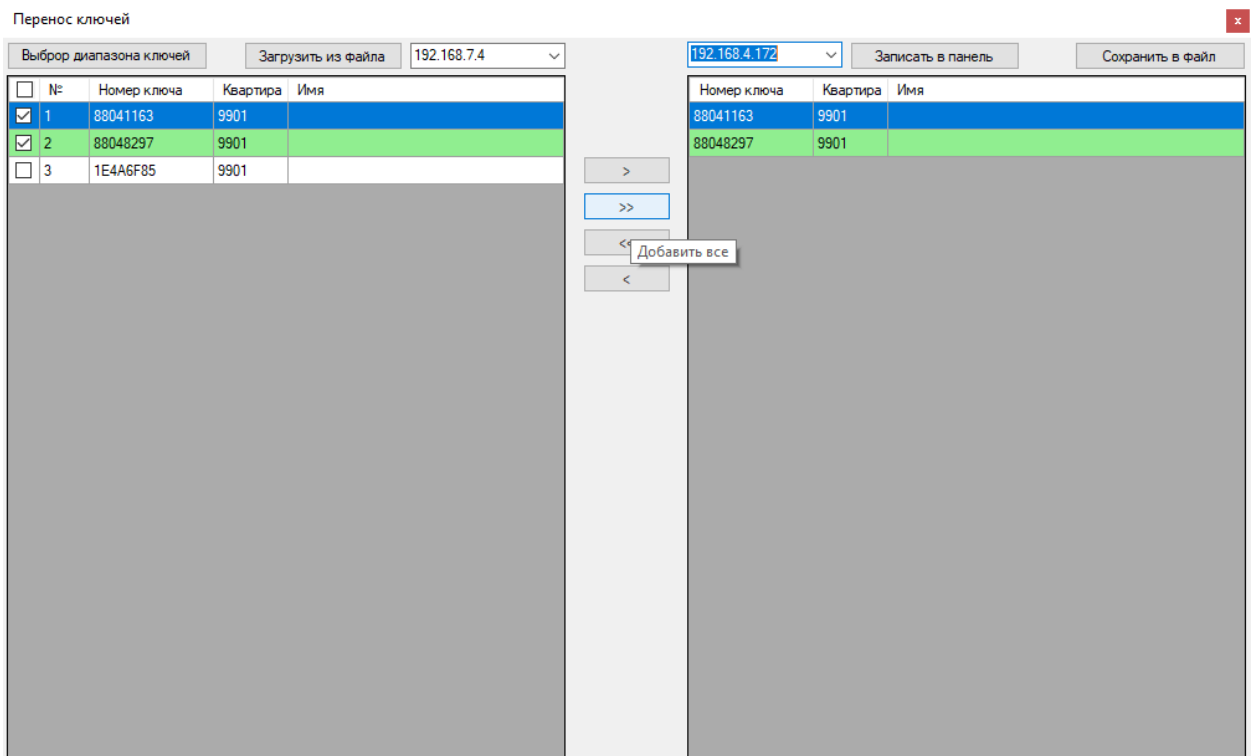 Перенос ключей
x
Выброр диапазона ключей Загрузить из файла 192.168.7.4 192.168.4.172 Записать в панель Сохранить в файл
№ Номер ключа Квартира Имя
1 88041163 9901
2 88048297 9901
3 1E4A6F85 9901
>
>>
<<
Добавить все
<
Номер ключа Квартира Имя
88041163 9901
88048297 9901